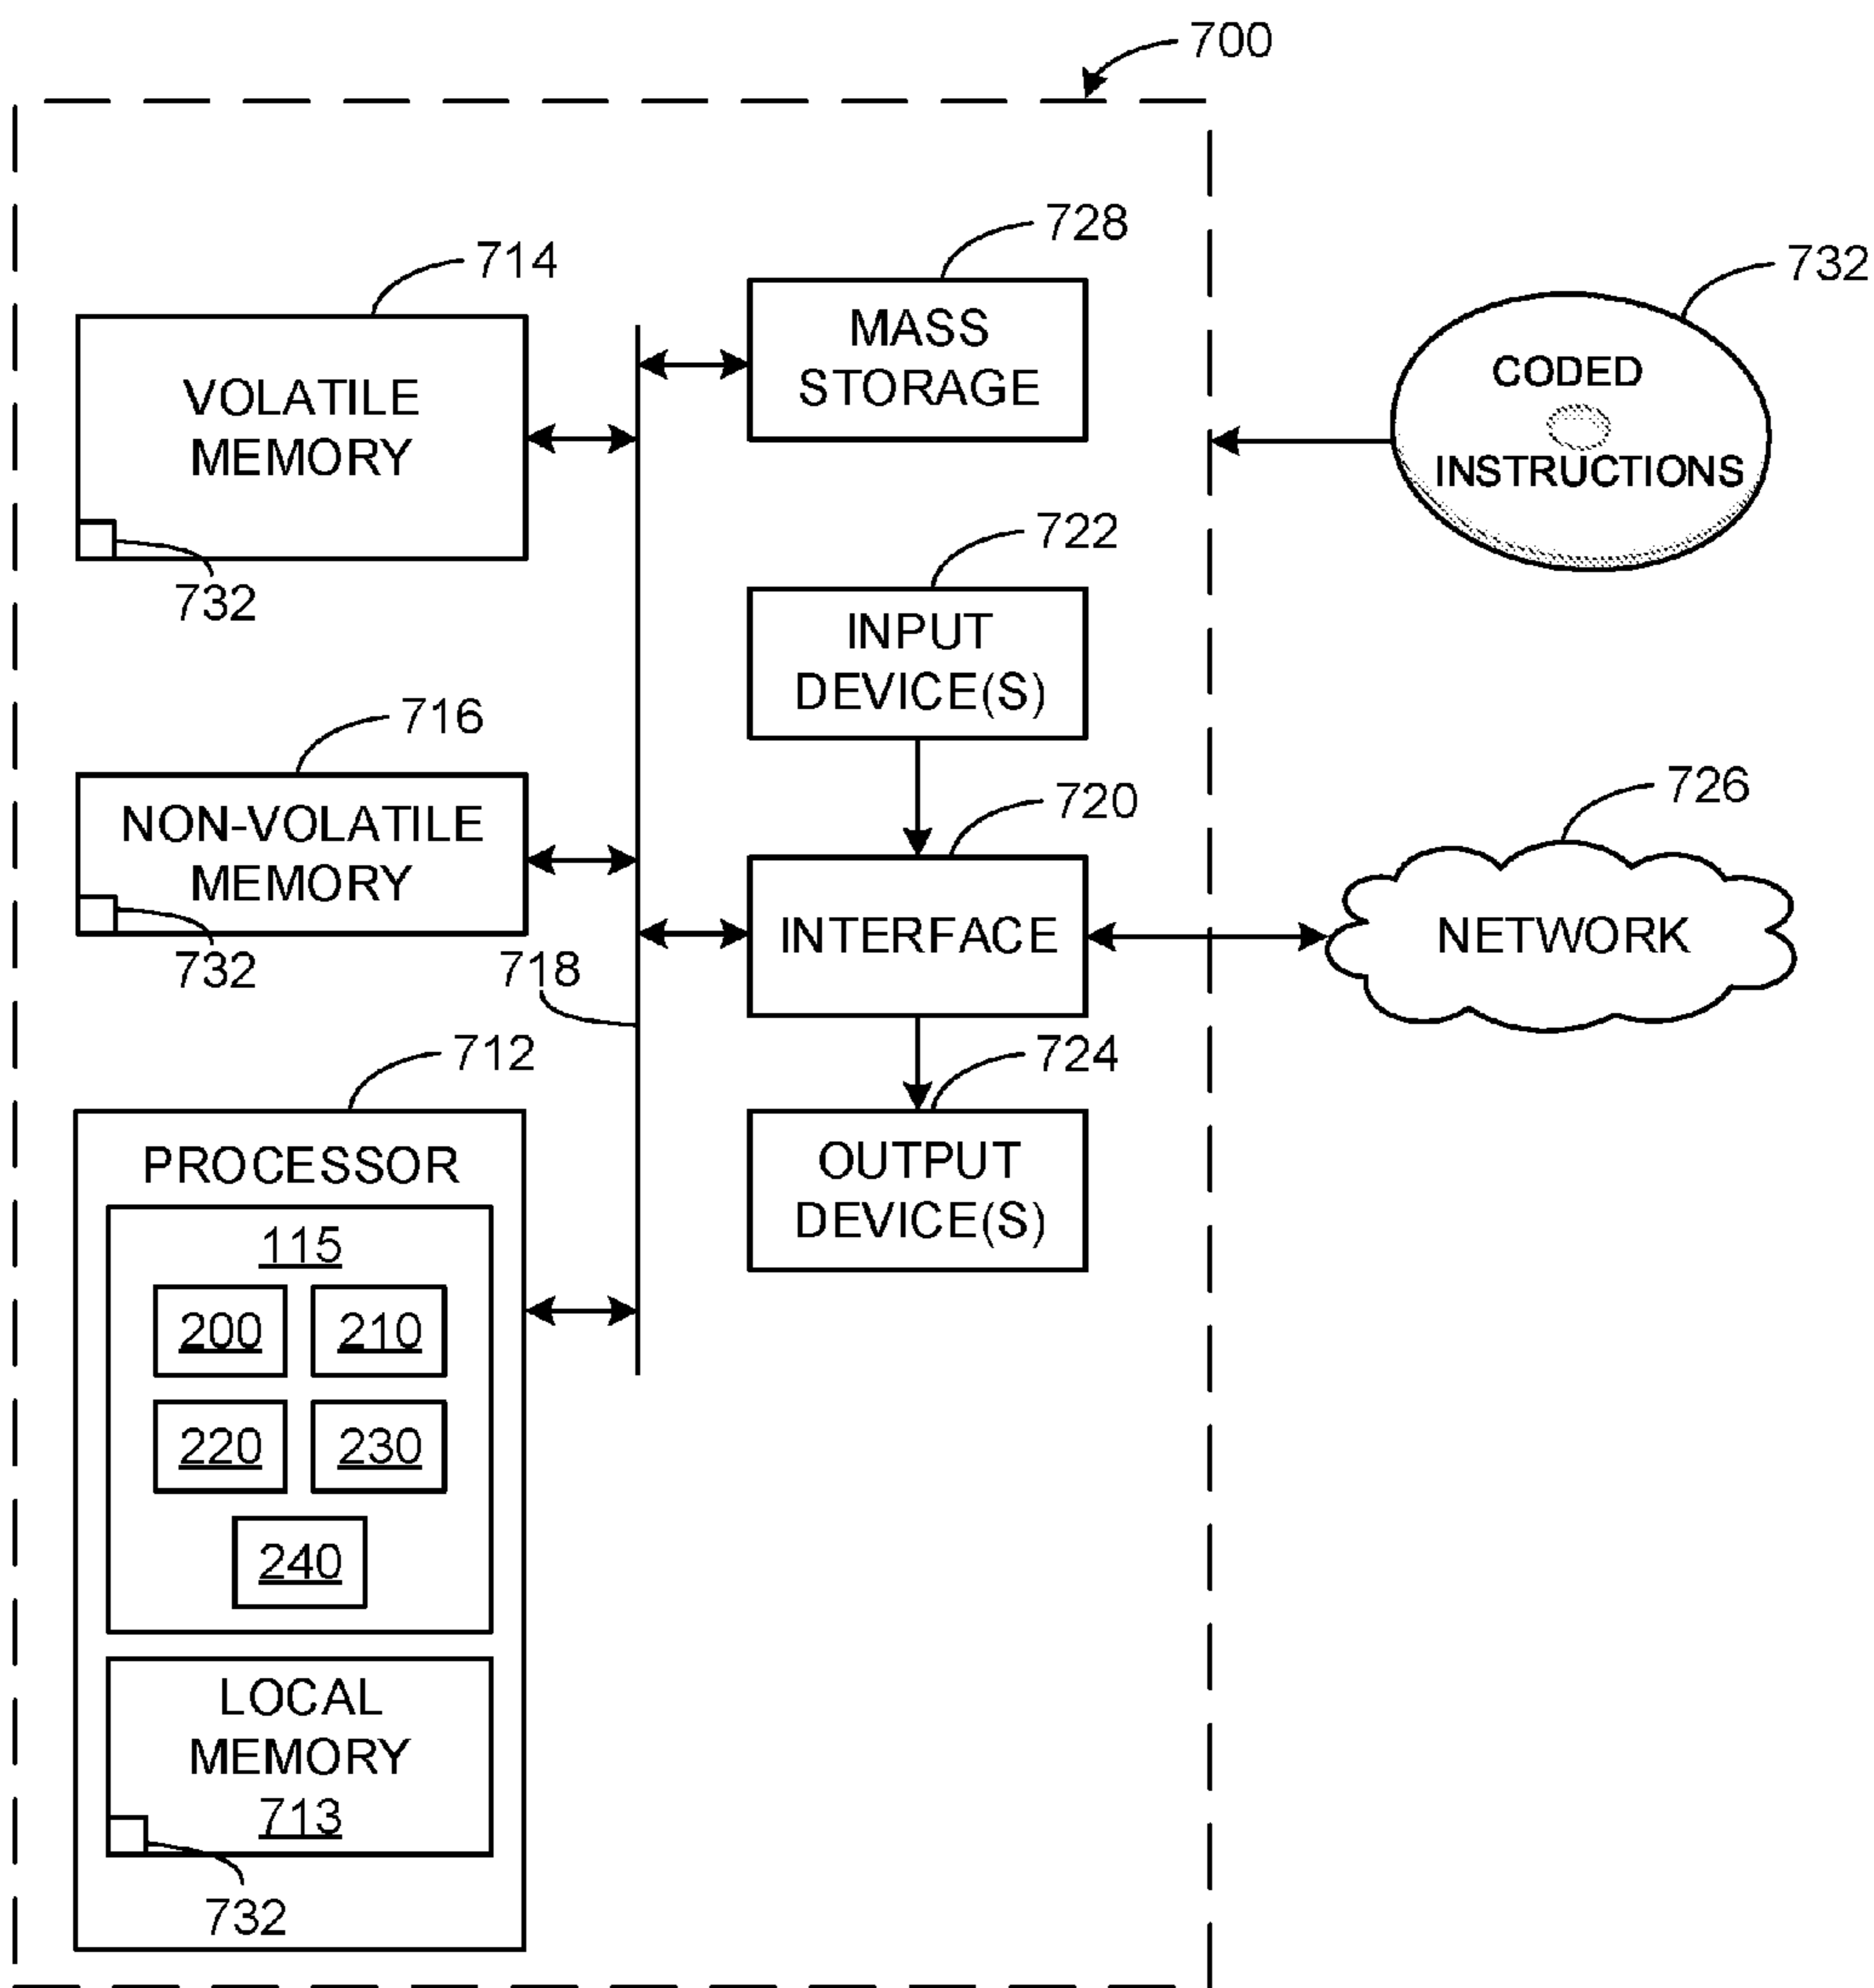 700
728
714
732
MASS
STORAGE
VOLATILE
MEMORY
CODED
INSTRUCTIONS
732
722
INPUT
DEVICE(S)
716
720
726
NON-VOLATILE
MEMORY
INTERFACE
NETWORK
732
718
712
724
PROCESSOR
OUTPUT
DEVICE(S)
115
200 210
220 230
240
LOCAL
MEMORY
713
732